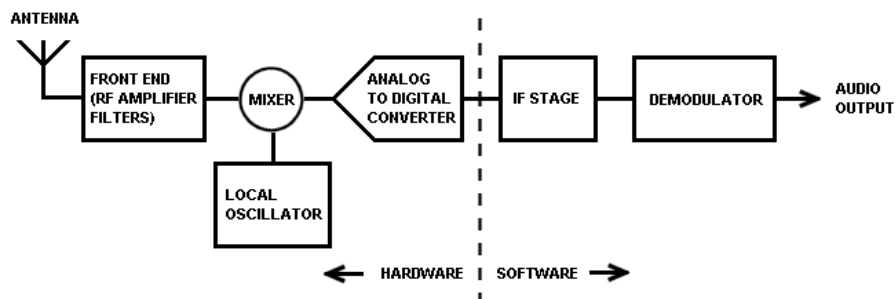 ANTENNA
FRONT END
(RF AMPLIFIER
FILTERS)
MIXER
LOCAL
OSCILLATOR
ANALOG
TO DIGITAL
CONVERTER
IF STAGE
DEMODULATOR
AUDIO
OUTPUT
HARDWARE
SOFTWARE